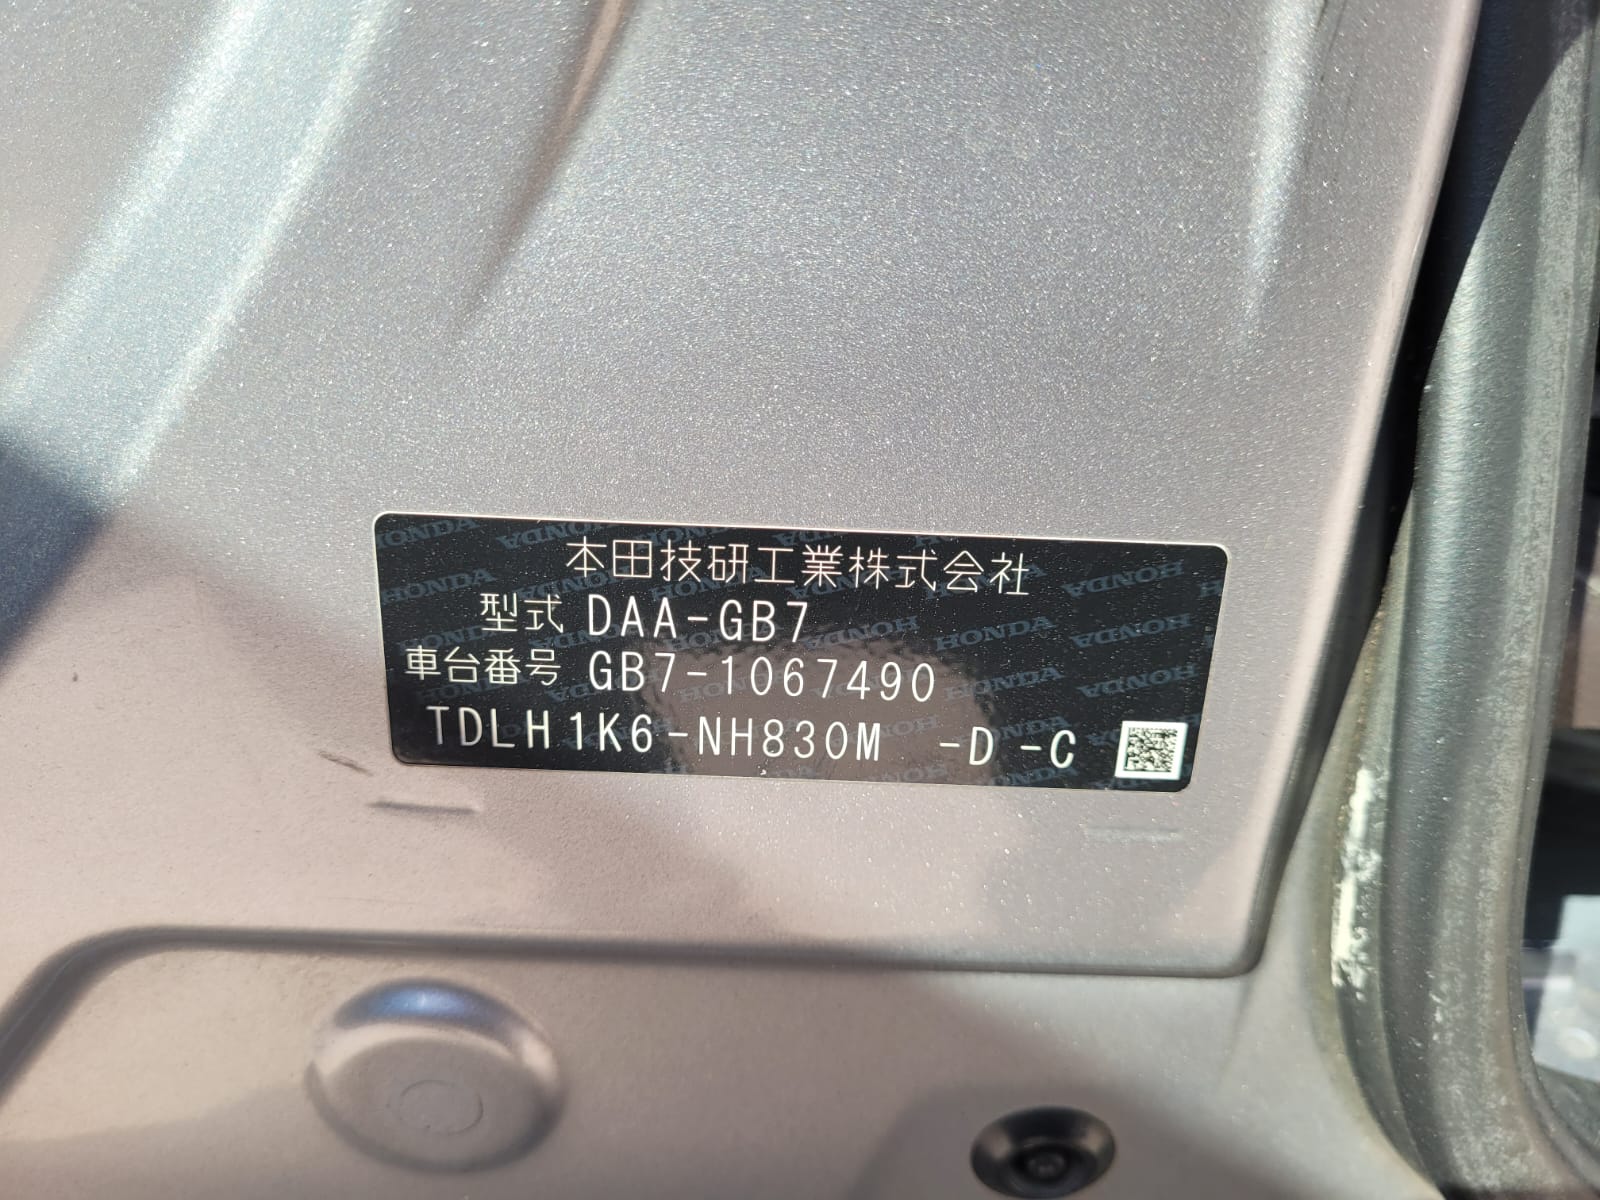 本田技研工業株式会社
型式 DAA-GB7
車台番号 GB7-1067490
TDLH1K6-NH830M -D -C